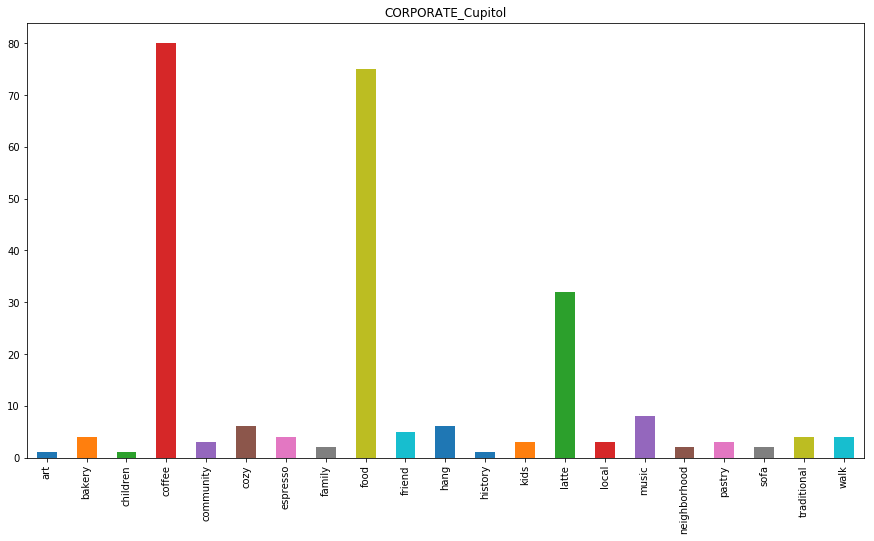 CORPORATE_Cupitol
80
70
60
50
40
30
20
10
0
art
bakery
children
coffee
community
cozy
espresso
family
food
friend
hang
history
kids
latte
local
music
neighborhood
pastry
sofa
traditional
walk